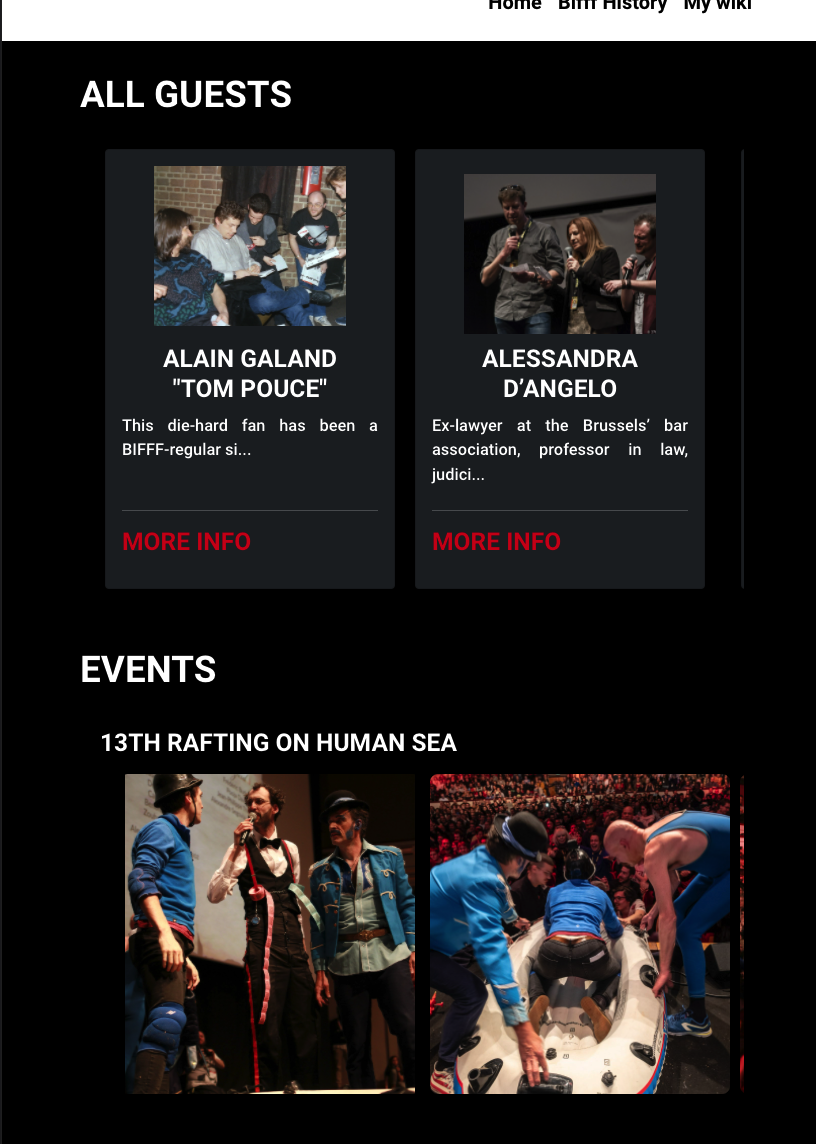 Home Bifff History My wiki
ALL GUESTS
ALAIN GALAND
"TOM POUCE"
This die-hard fan has been a
BIFFF-regular si...
MORE INFO
ALESSANDRA
D’ANGELO
Ex-lawyer at the Brussels’ bar
association, professor in law,
judici...
MORE INFO
EVENTS
13TH RAFTING ON HUMAN SEA